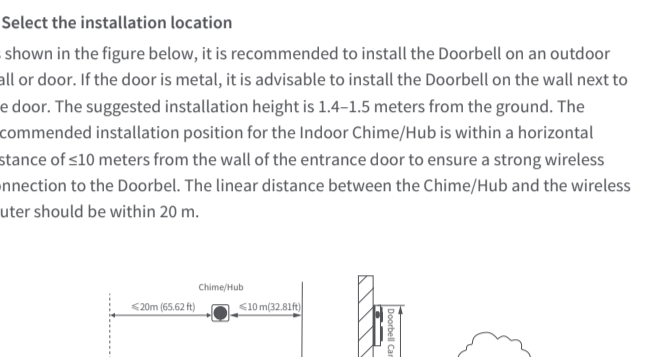 Select the installation location
shown in the figure below, it is recommended to install the Doorbell on an outdoor
all or door. If the door is metal, it is advisable to install the Doorbell on the wall next to
e door. The suggested installation height is 1.4–1.5 meters from the ground. The
commended installation position for the Indoor Chime/Hub is within a horizontal
stance of ≤10 meters from the wall of the entrance door to ensure a strong wireless
nnection to the Doorbel. The linear distance between the Chime/Hub and the wireless
uter should be within 20 m.
Chime/Hub
≤20m (65.62 ft) ≤10 m(32.81ft)
Doorbell Ca